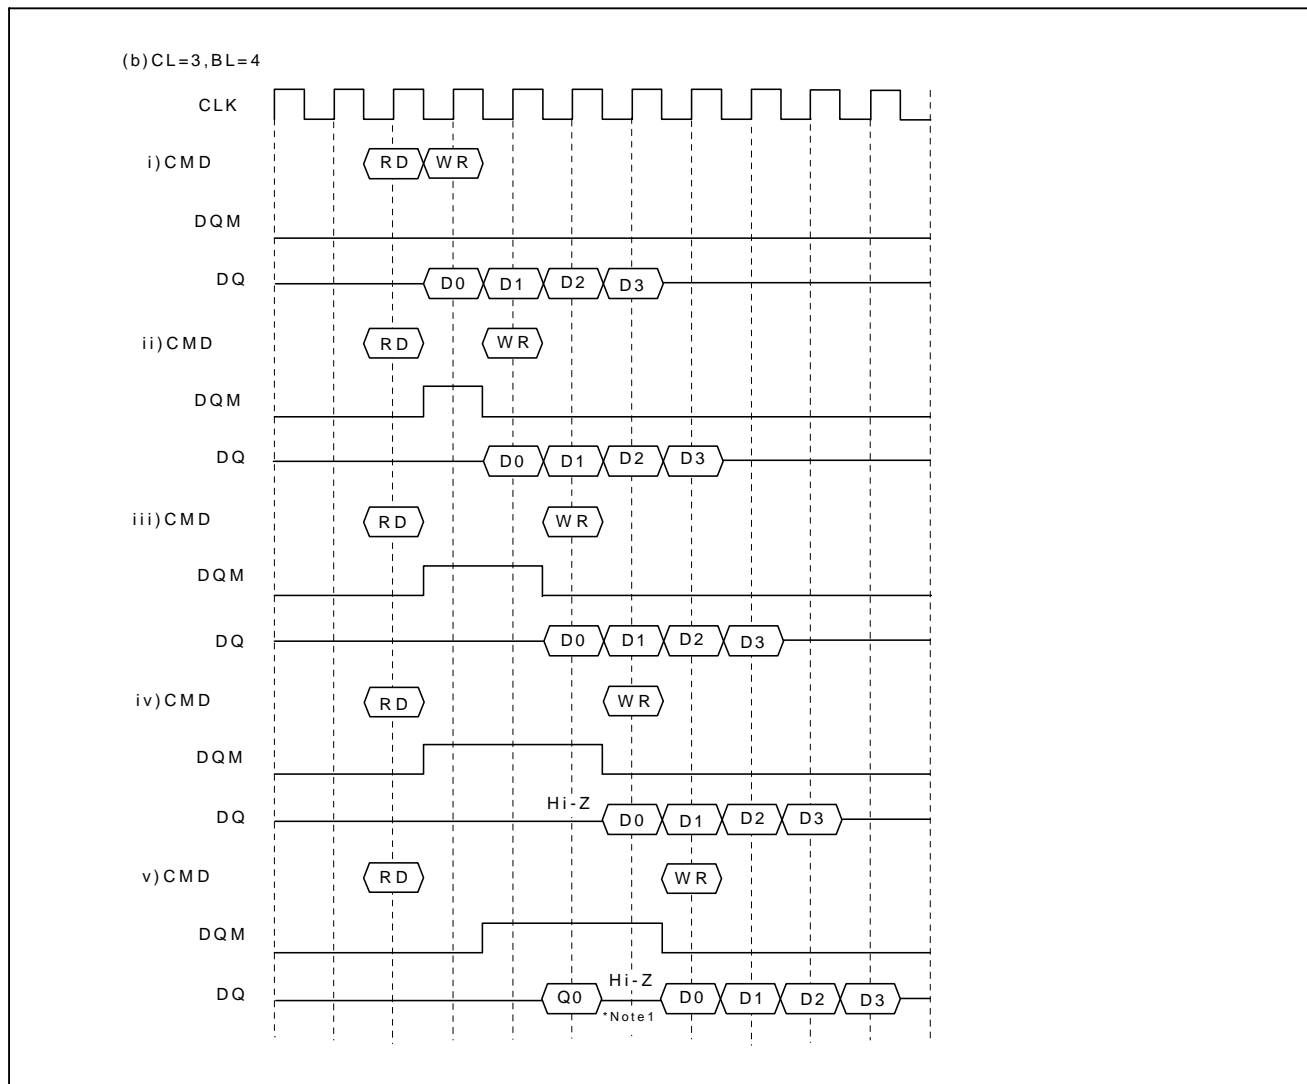 (b)CL=3,BL=4
CLK
i)CMD RD WR
DQM
DQ D0 D1 D2 D3
ii)CMD RD WR
DQM
DQ D0 D1 D2 D3
iii)CMD RD WR
DQM
DQ D0 D1 D2 D3
iv)CMD RD WR
DQM
Hi-Z
DQ D0 D1 D2 D3
v)CMD RD WR
DQM
Hi-Z
DQ Q0 D0 D1 D2 D3
*Note1